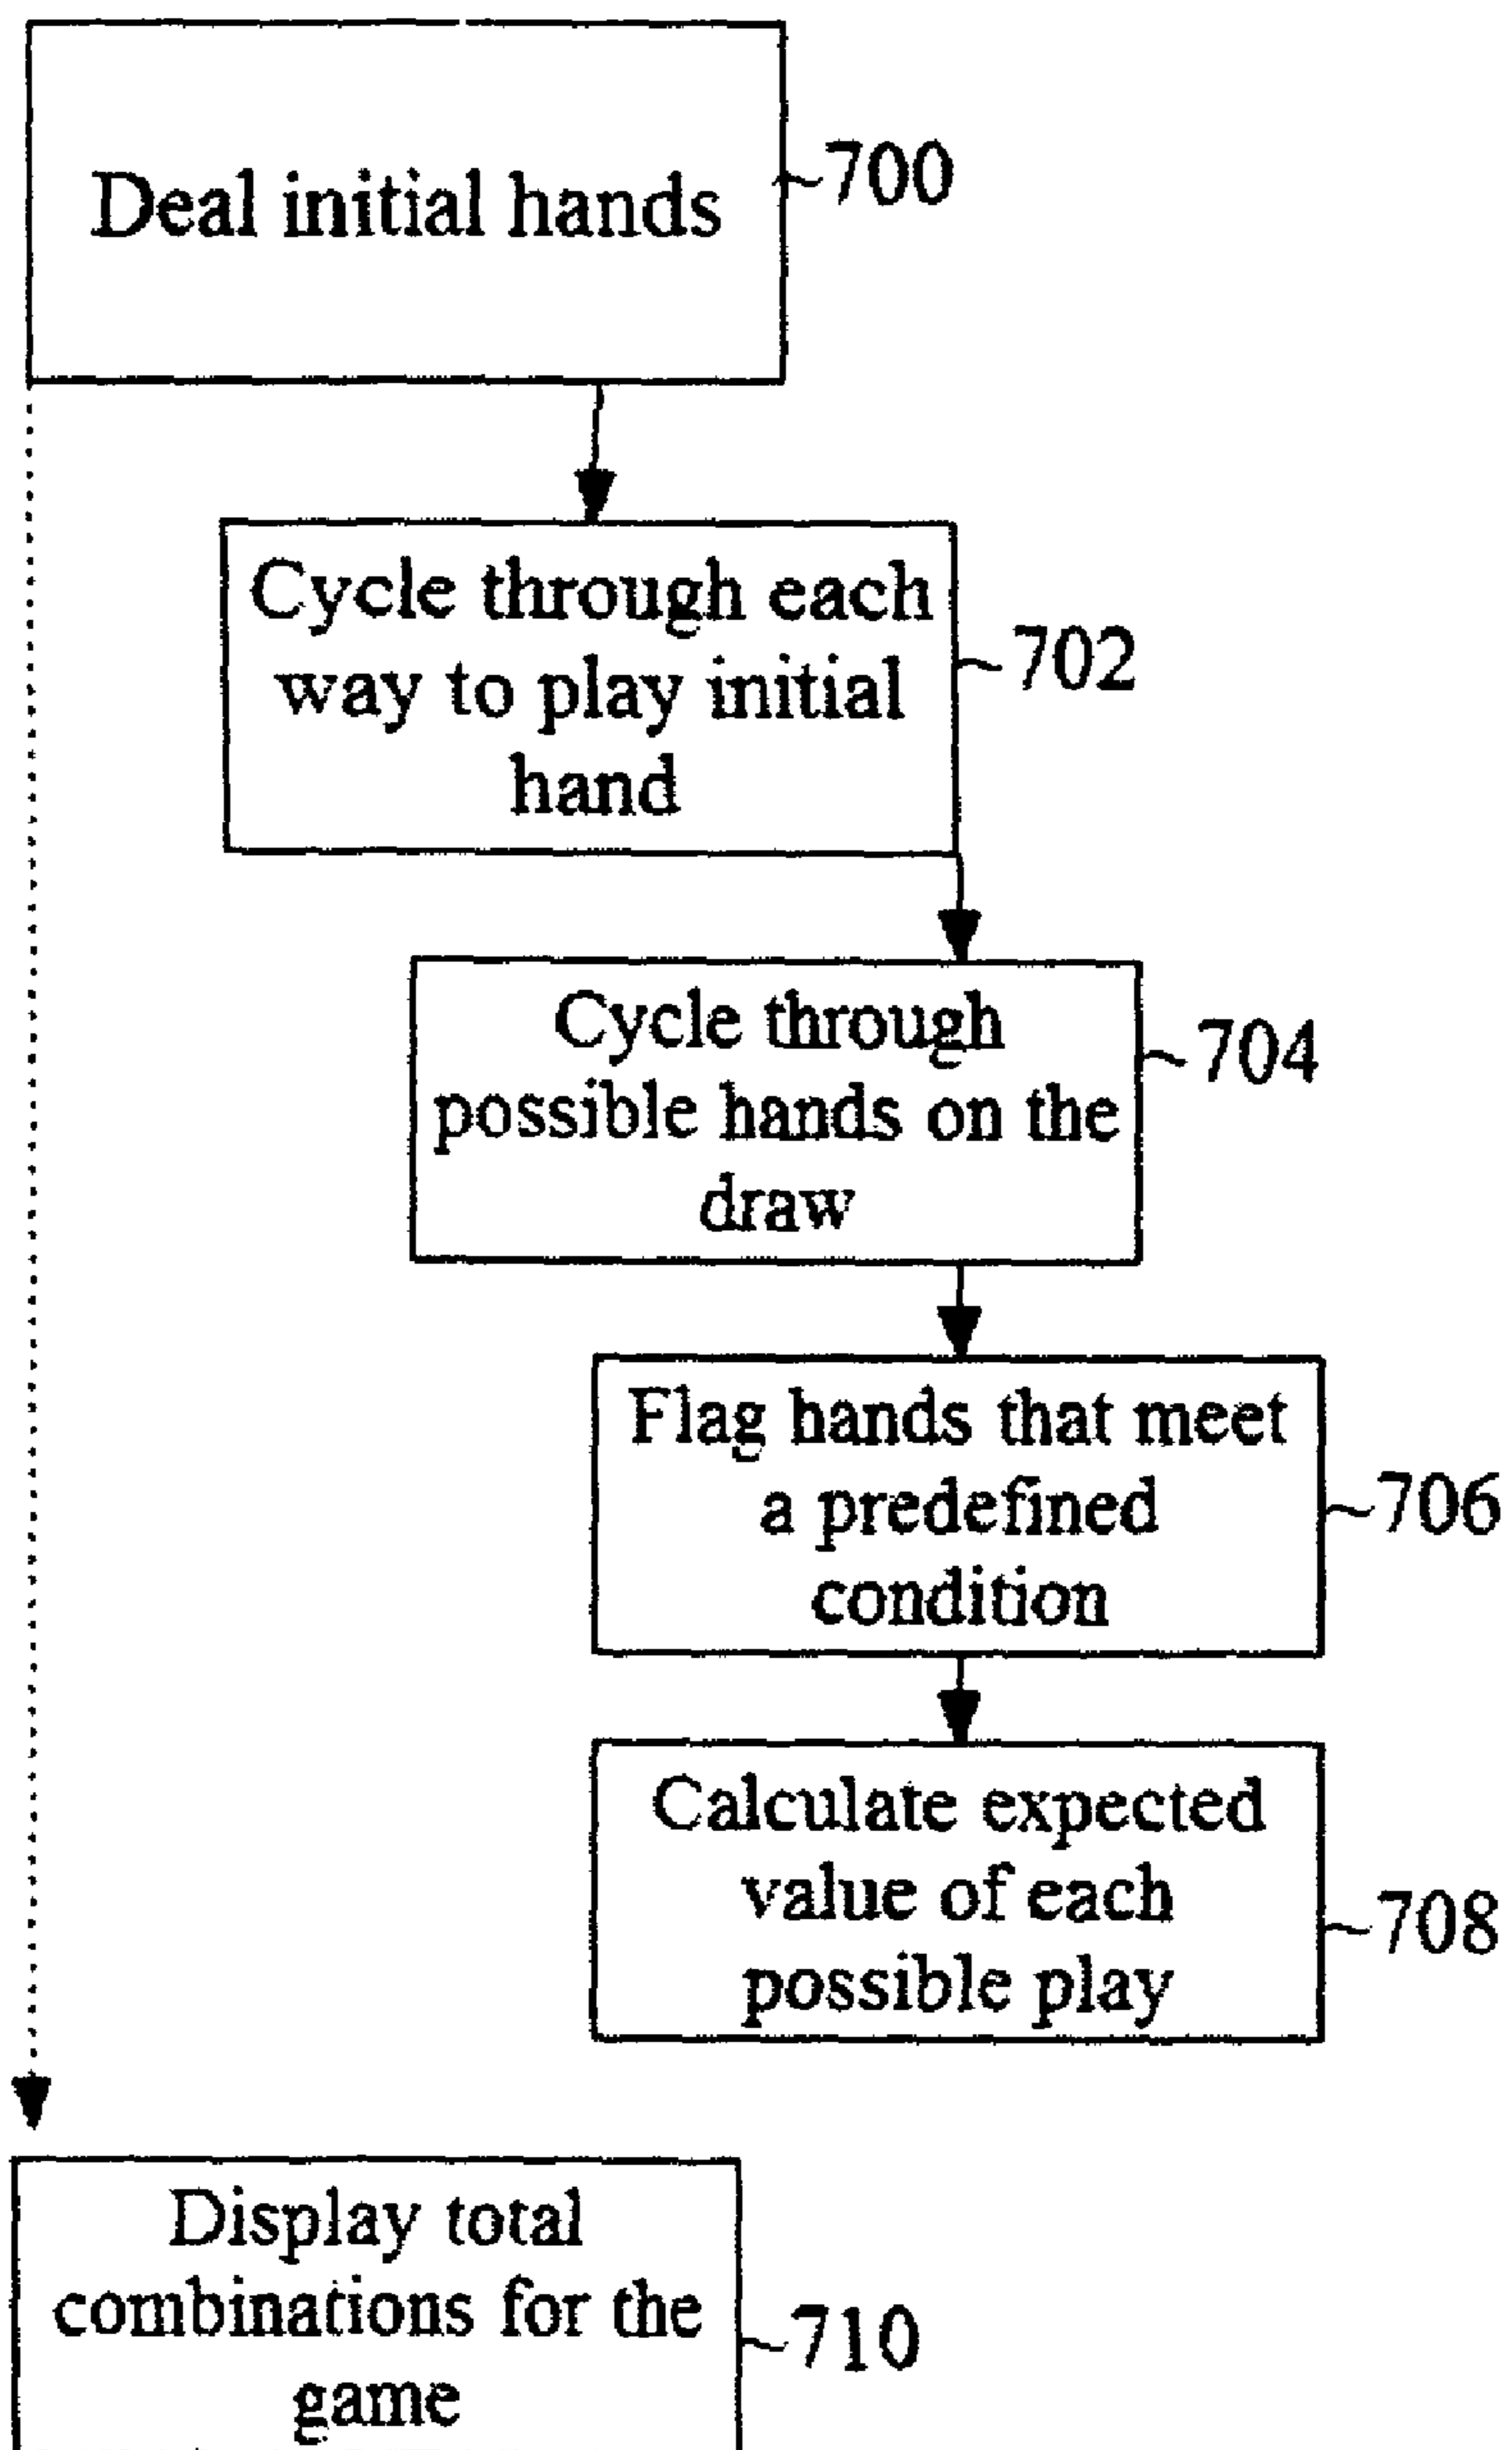 Deal initial hands
700
Cycle through each
way to play initial
hand
702
Cycle through
possible hands on the
draw
704
Flag hands that meet
a predefined
condition
706
Calculate expected
value of each
possible play
708
Display total
combinations for the
game
710